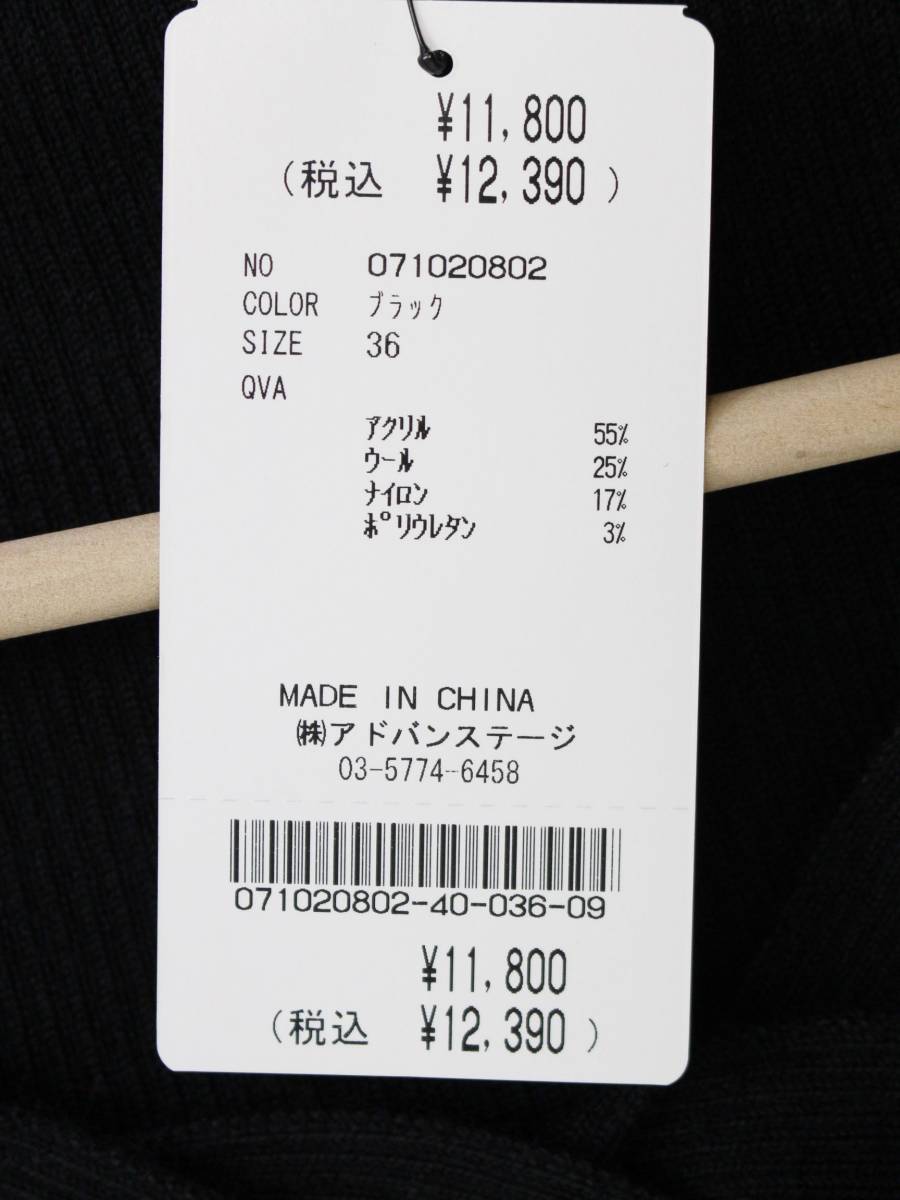 ¥11,800
(税込 ¥12,390 )
NO 071020802
COLOR ブラック
SIZE 36
QVA
アクリル 55%
ウール 25%
ナイロン 17%
ポリウレタン 3%
MADE IN CHINA
㈱アドバンステージ
03-5774-6458
071020802-40-036-09
¥11,800
(税込 ¥12,390 )